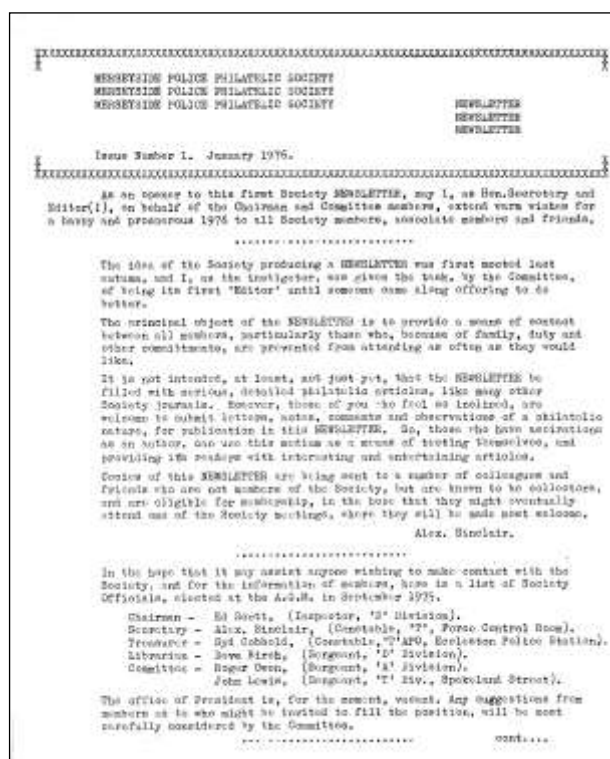 MERSEYSIDE POLICE PHILATELIC SOCIETY
MERSEYSIDE POLICE PHILATELIC SOCIETY
MERSEYSIDE POLICE PHILATELIC SOCIETY
NEWSLETTER
NEWSLETTER
NEWSLETTER
Issue Number 1. January 1976.
As an opener to this first Society NEWSLETTER, may I, as Hon.Secretary and
Editor(!), on behalf of the Chairman and Committee members, extend warm wishes for
a happy and prosperous 1976 to all Society members, associate members and friends.
The idea of the Society producing a NEWSLETTER was first mooted last
autumn, and I, as the instigator, was given the task, by the Committee,
of being its first 'Editor' until someone came along offering to do
better.
The principal object of the NEWSLETTER is to provide a means of contact
between all members, particularly those who, because of family, duty and
other committments, are prevented from attending as often as they would
like.
It is not intended, at least, not just yet, that the NEWSLETTER be
filled with serious, detailed philatelic articles, like many other
Society journals. However, those of you who feel so inclined, are
welcome to submit letters, notes, comments and observations of a philatelic
nature, for publication in this NEWSLETTER. So, those who have aspirations
as an author, can use this medium as a means of testing themselves, and
providing its readers with interesting and entertaining articles.
Copies of this NEWSLETTER are being sent to a number of colleagues and
friends who are not members of the Society, but are known to be collectors,
and are eligible for membership, in the hope that they might eventually
attend one of the Society meetings, where they will be made most welcome.
Alex. Sinclair.
In the hope that it may assist anyone wishing to make contact with the
Society, and for the information of members, here is a list of Society
Officials, elected at the A.G.M. in September 1975.
Chairman - Ed Scott, (Inspector, Division).
Secretary - Alex. Sinclair, (Constable, 'T', Force Control Room).
Treasurer - Syd Cobbold, (Constable, Eccleston Police Station)
Librarian - Dave Birch, (Sergeant, 'D' Division).
Committee - Roger Owen, (Sergeant, 'A' Division).
John Lewis, (Sergeant, 'T' Div., Spekeland Street).
The office of President is, for the moment, vacant. Any suggestions from
members as to who might be invited to fill the position, will be most
carefully considered by the Committee.
cont....